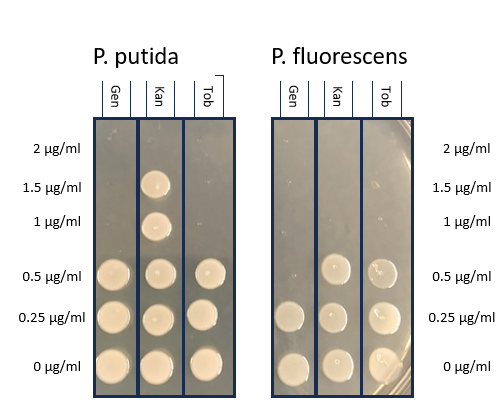 P. putida
P. fluorescens
Gen
Kan
Tob
Gen
Kan
Tob
2 µg/ml
2 µg/ml
1.5 µg/ml
1.5 µg/ml
1 µg/ml
1 µg/ml
0.5 µg/ml
0.5 µg/ml
0.25 µg/ml
0.25 µg/ml
0 µg/ml
0 µg/ml